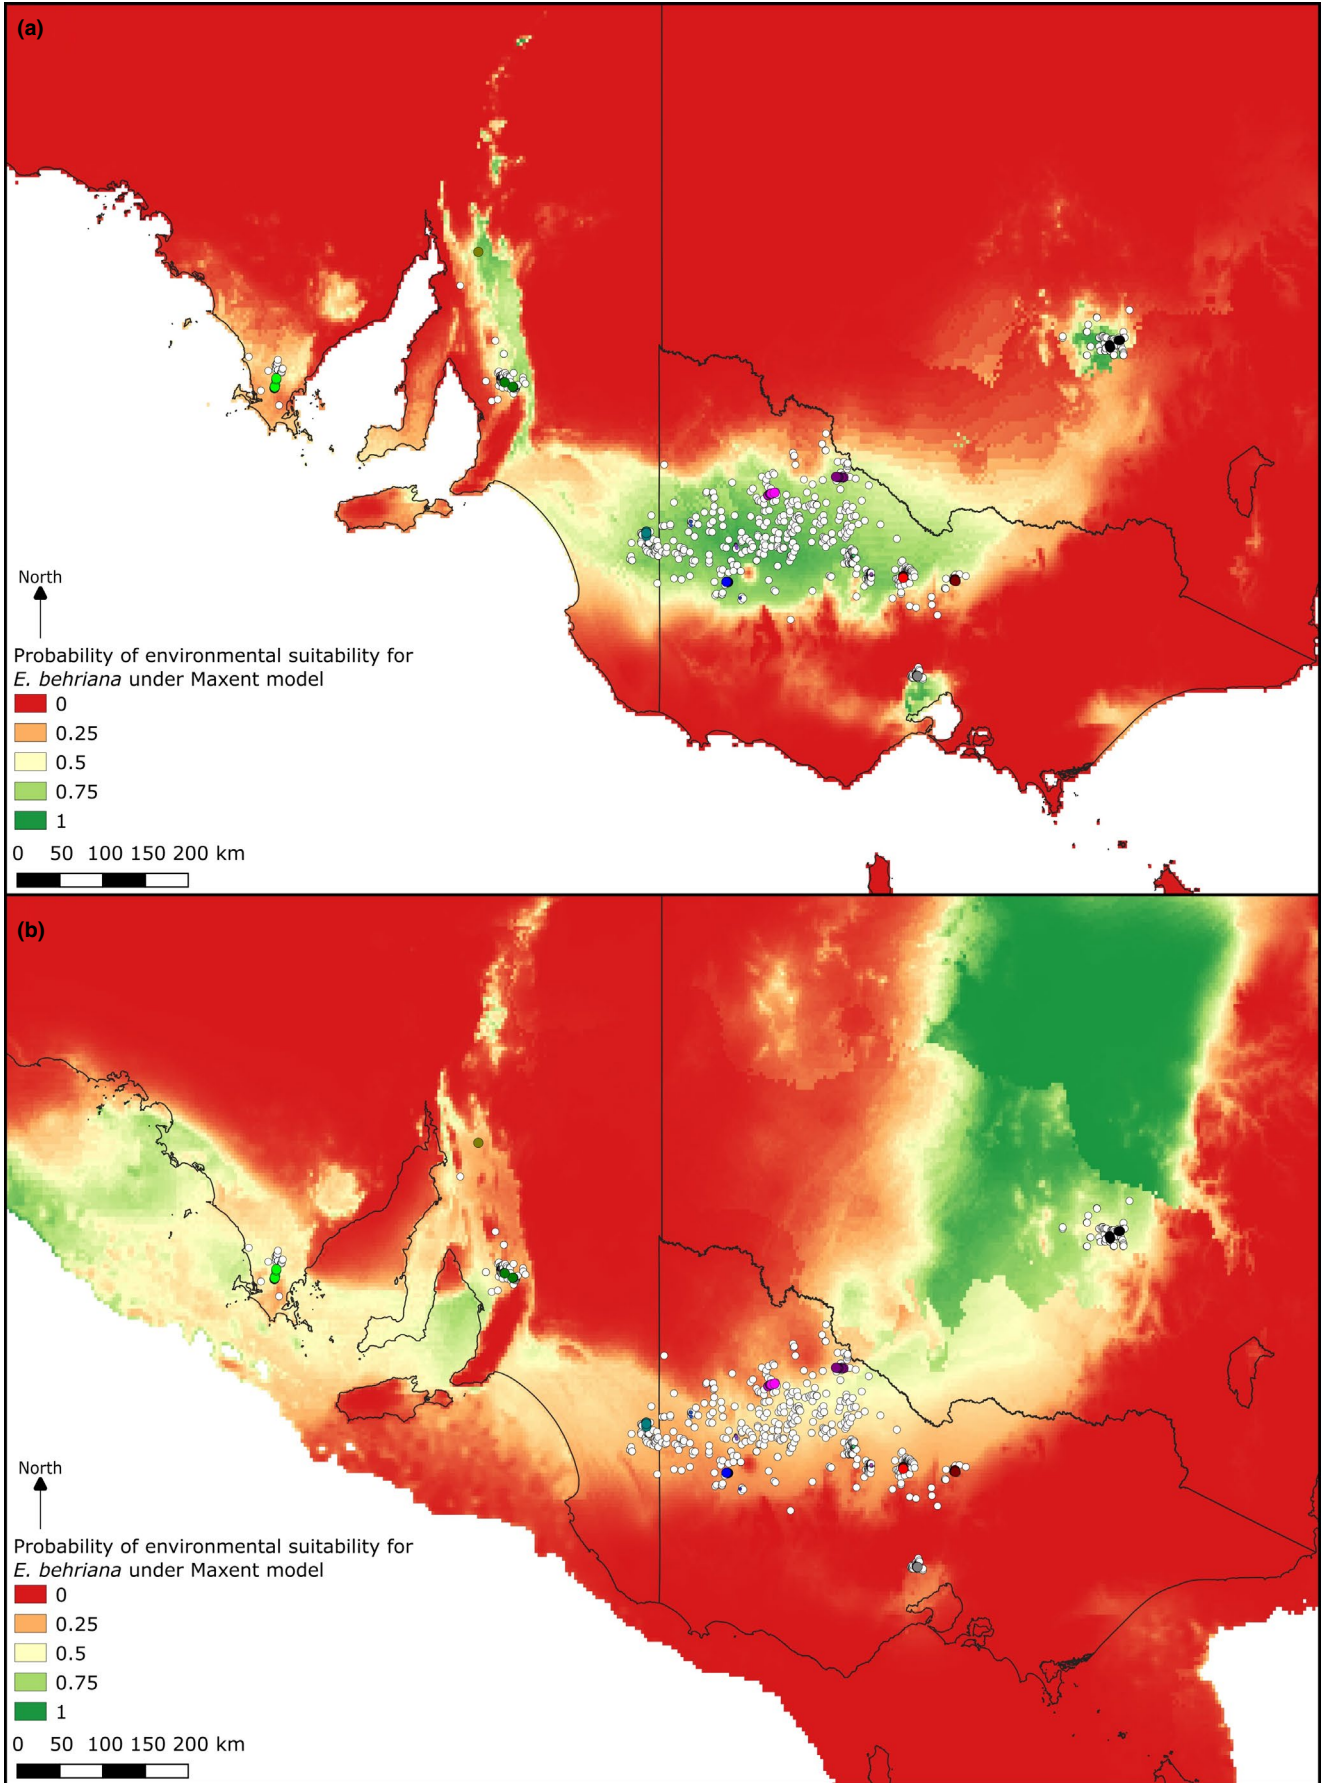 (a)
North
Probability of environmental suitability for
E. behriana under Maxent model
0
0.25
0.5
0.75
1
0 50 100 150 200 km
(b)
North
Probability of environmental suitability for
E. behriana under Maxent model
0
0.25
0.5
0.75
1
0 50 100 150 200 km